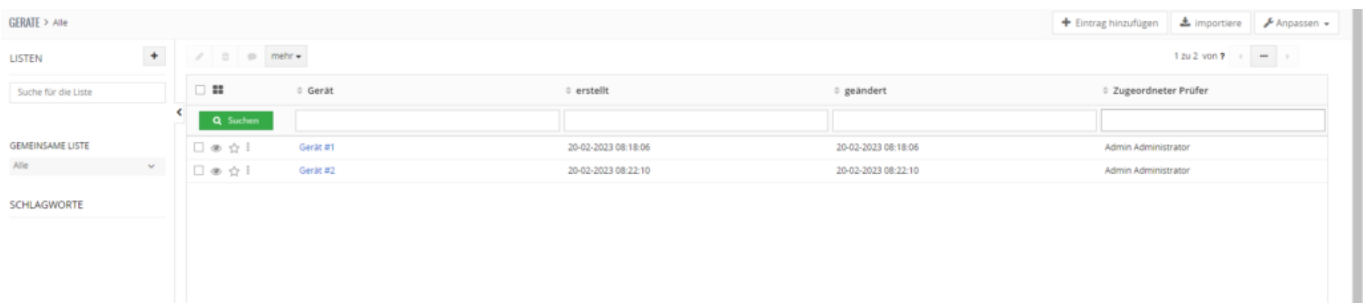 GERÄTE > Alle
+ Eintrag hinzufügen
importiere
Anpassen
LISTEN
+
mehr
1 zu 2 von ?
Suche für die Liste
Gerät
erstellt
geändert
Zugeordneter Prüfer
Suchen
GEMEINSAME LISTE
Alle
Gerät #1
20-02-2023 08:18:06
20-02-2023 08:18:06
Admin Administrator
Gerät #2
20-02-2023 08:22:10
20-02-2023 08:22:10
Admin Administrator
SCHLAGWORTE